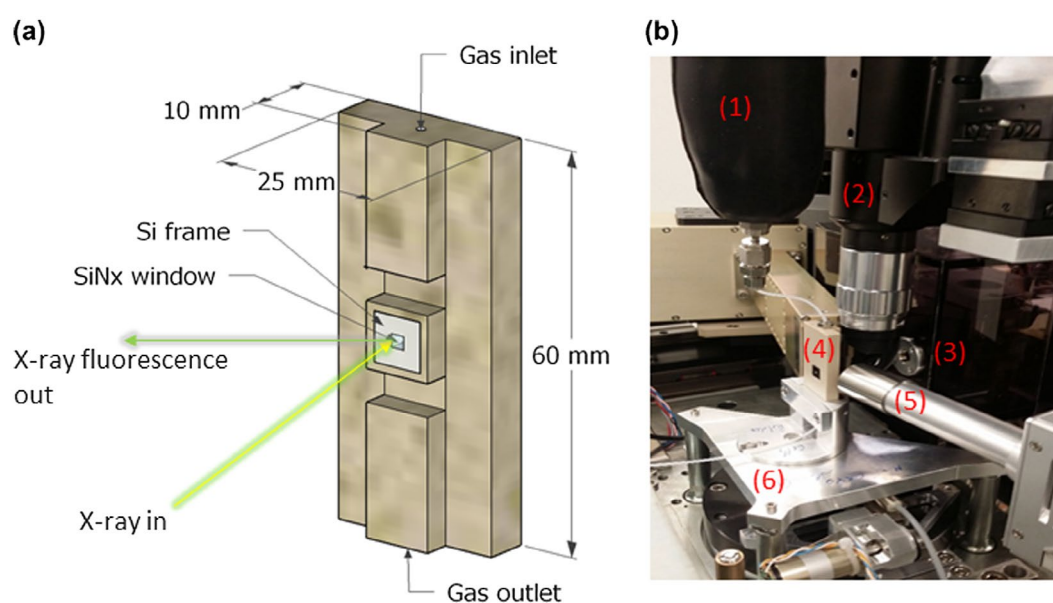 (a)
Gas inlet
10 mm
25 mm
Si frame
SiNx window
X-ray fluorescence
out
60 mm
X-ray in
Gas outlet
(b)
(1)
(2)
(3)
(4)
(5)
(6)